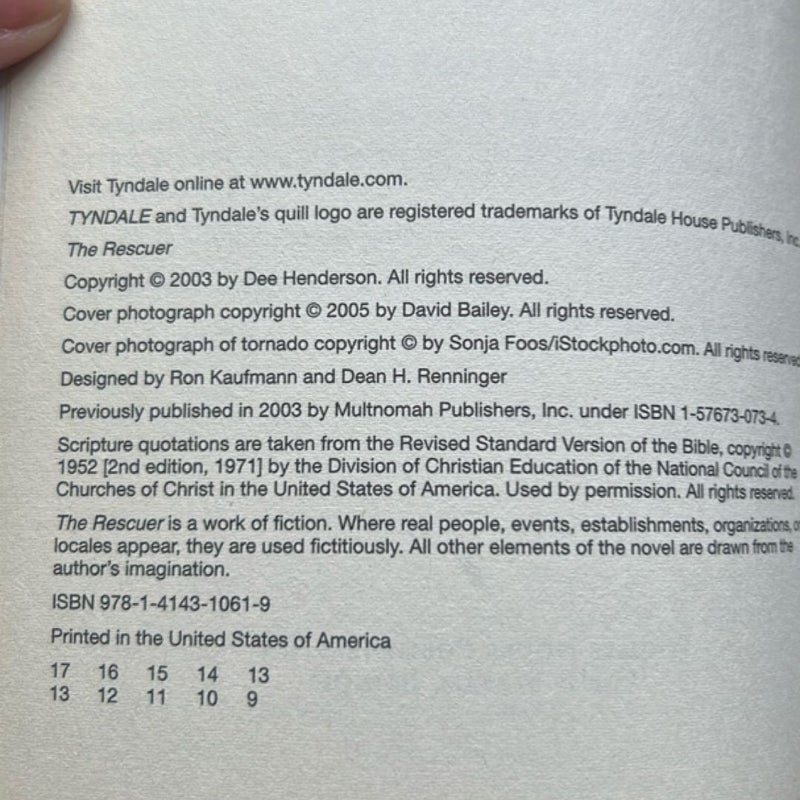 Visit Tyndale online at www.tyndale.com.
TYNDALE and Tyndale's quill logo are registered trademarks of Tyndale House Publishers, Inc.
The Rescuer
Copyright © 2003 by Dee Henderson. All rights reserved.
Cover photograph copyright © 2005 by David Bailey. All rights reserved.
Cover photograph of tornado copyright © by Sonja Foos/iStockphoto.com. All rights reserved
Designed by Ron Kaufmann and Dean H. Renninger
Previously published in 2003 by Multnomah Publishers, Inc. under ISBN 1-57673-073-4.
Scripture quotations are taken from the Revised Standard Version of the Bible, copyright ©
1952 [2nd edition, 1971] by the Division of Christian Education of the National Council of the
Churches of Christ in the United States of America. Used by permission. All rights reserved.
The Rescuer is a work of fiction. Where real people, events, establishments, organizations, or
locales appear, they are used fictitiously. All other elements of the novel are drawn from the
author's imagination.
ISBN 978-1-4143-1061-9
Printed in the United States of America
17 16 15 14 13
13 12 11 10 9